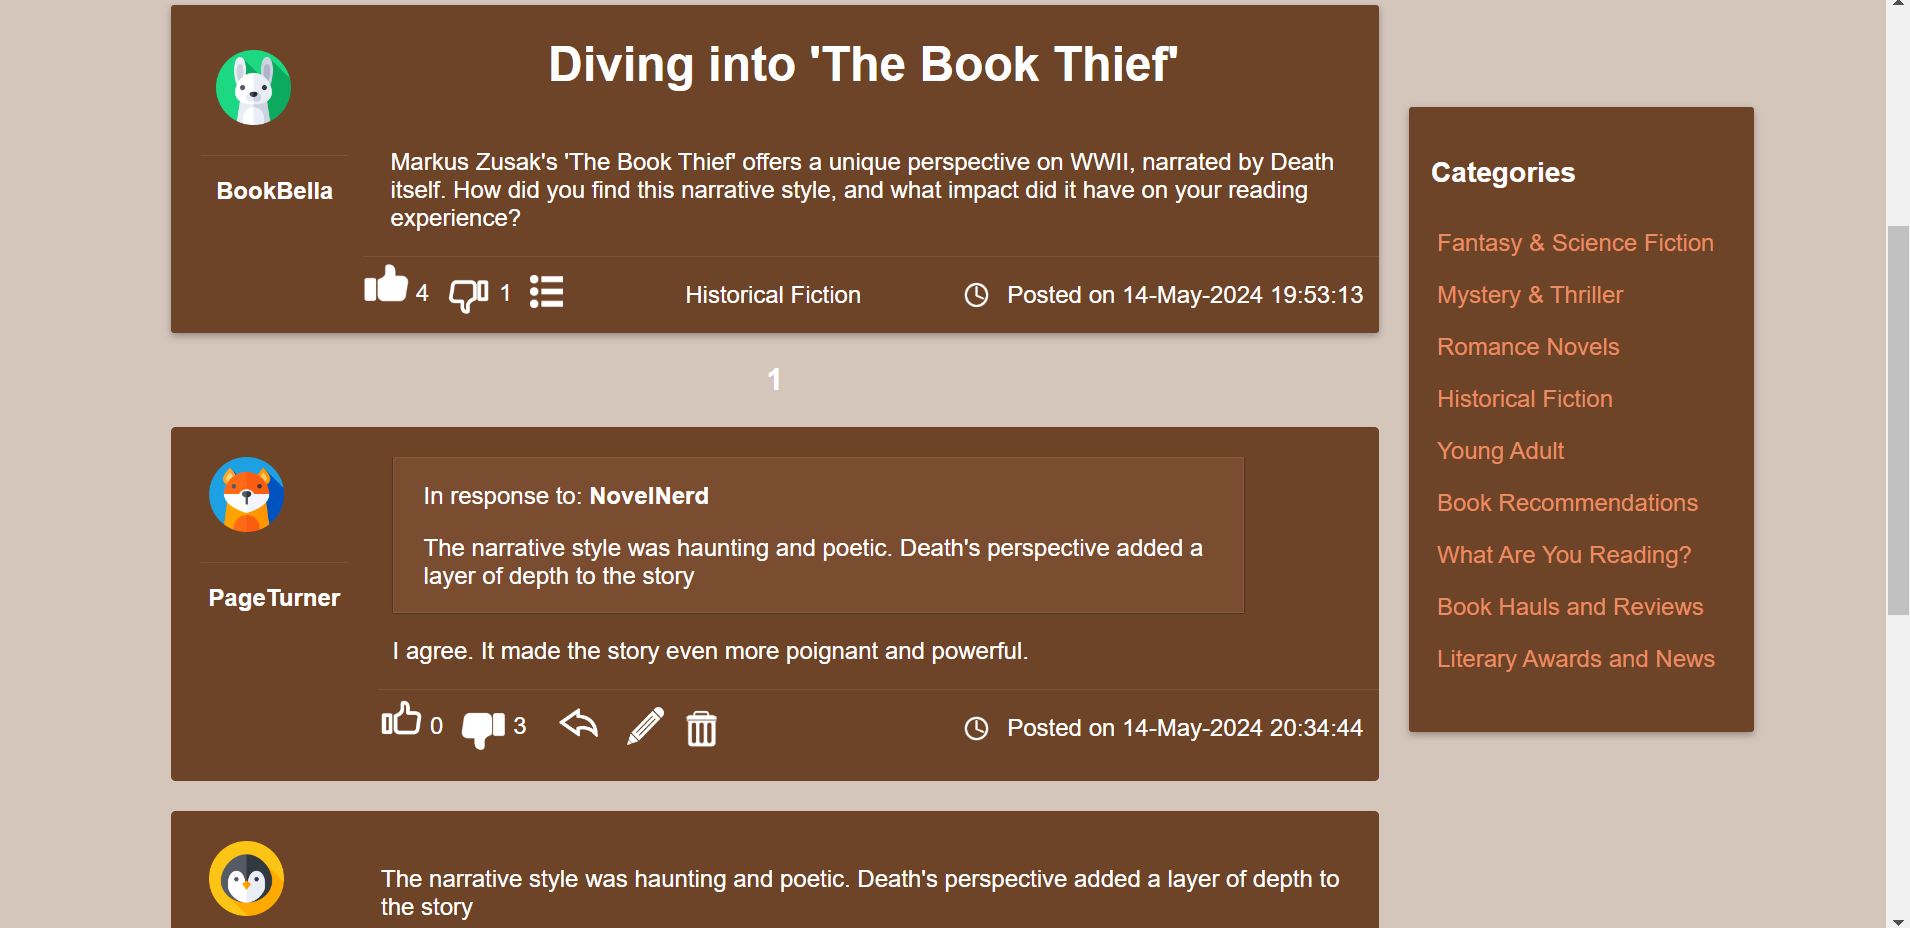 Diving into 'The Book Thief'
BookBella
Markus Zusak's 'The Book Thief' offers a unique perspective on WWII, narrated by Death
itself. How did you find this narrative style, and what impact did it have on your reading
experience?
4
1
Historical Fiction
Posted on 14-May-2024 19:53:13
1
PageTurner
In response to: NovelNerd
The narrative style was haunting and poetic. Death's perspective added a
layer of depth to the story
I agree. It made the story even more poignant and powerful.
0
3
Posted on 14-May-2024 20:34:44
The narrative style was haunting and poetic. Death's perspective added a layer of depth to
the story
Categories
Fantasy & Science Fiction
Mystery & Thriller
Romance Novels
Historical Fiction
Young Adult
Book Recommendations
What Are You Reading?
Book Hauls and Reviews
Literary Awards and News